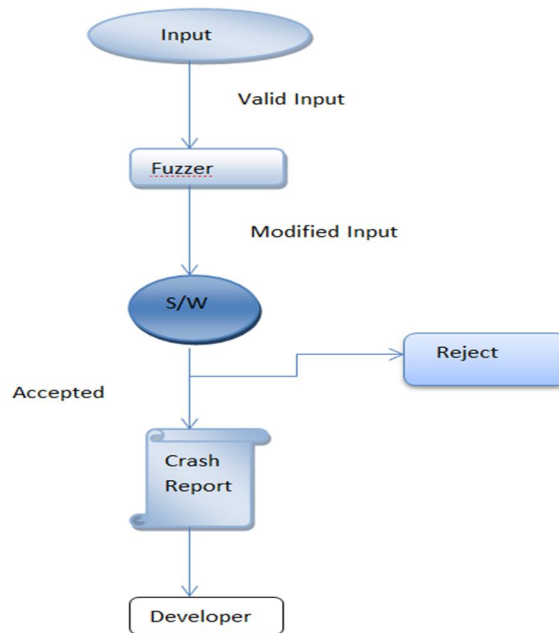 Input
Valid Input
Fuzzer
Modified Input
S/W
Reject
Accepted
Crash
Report
Developer